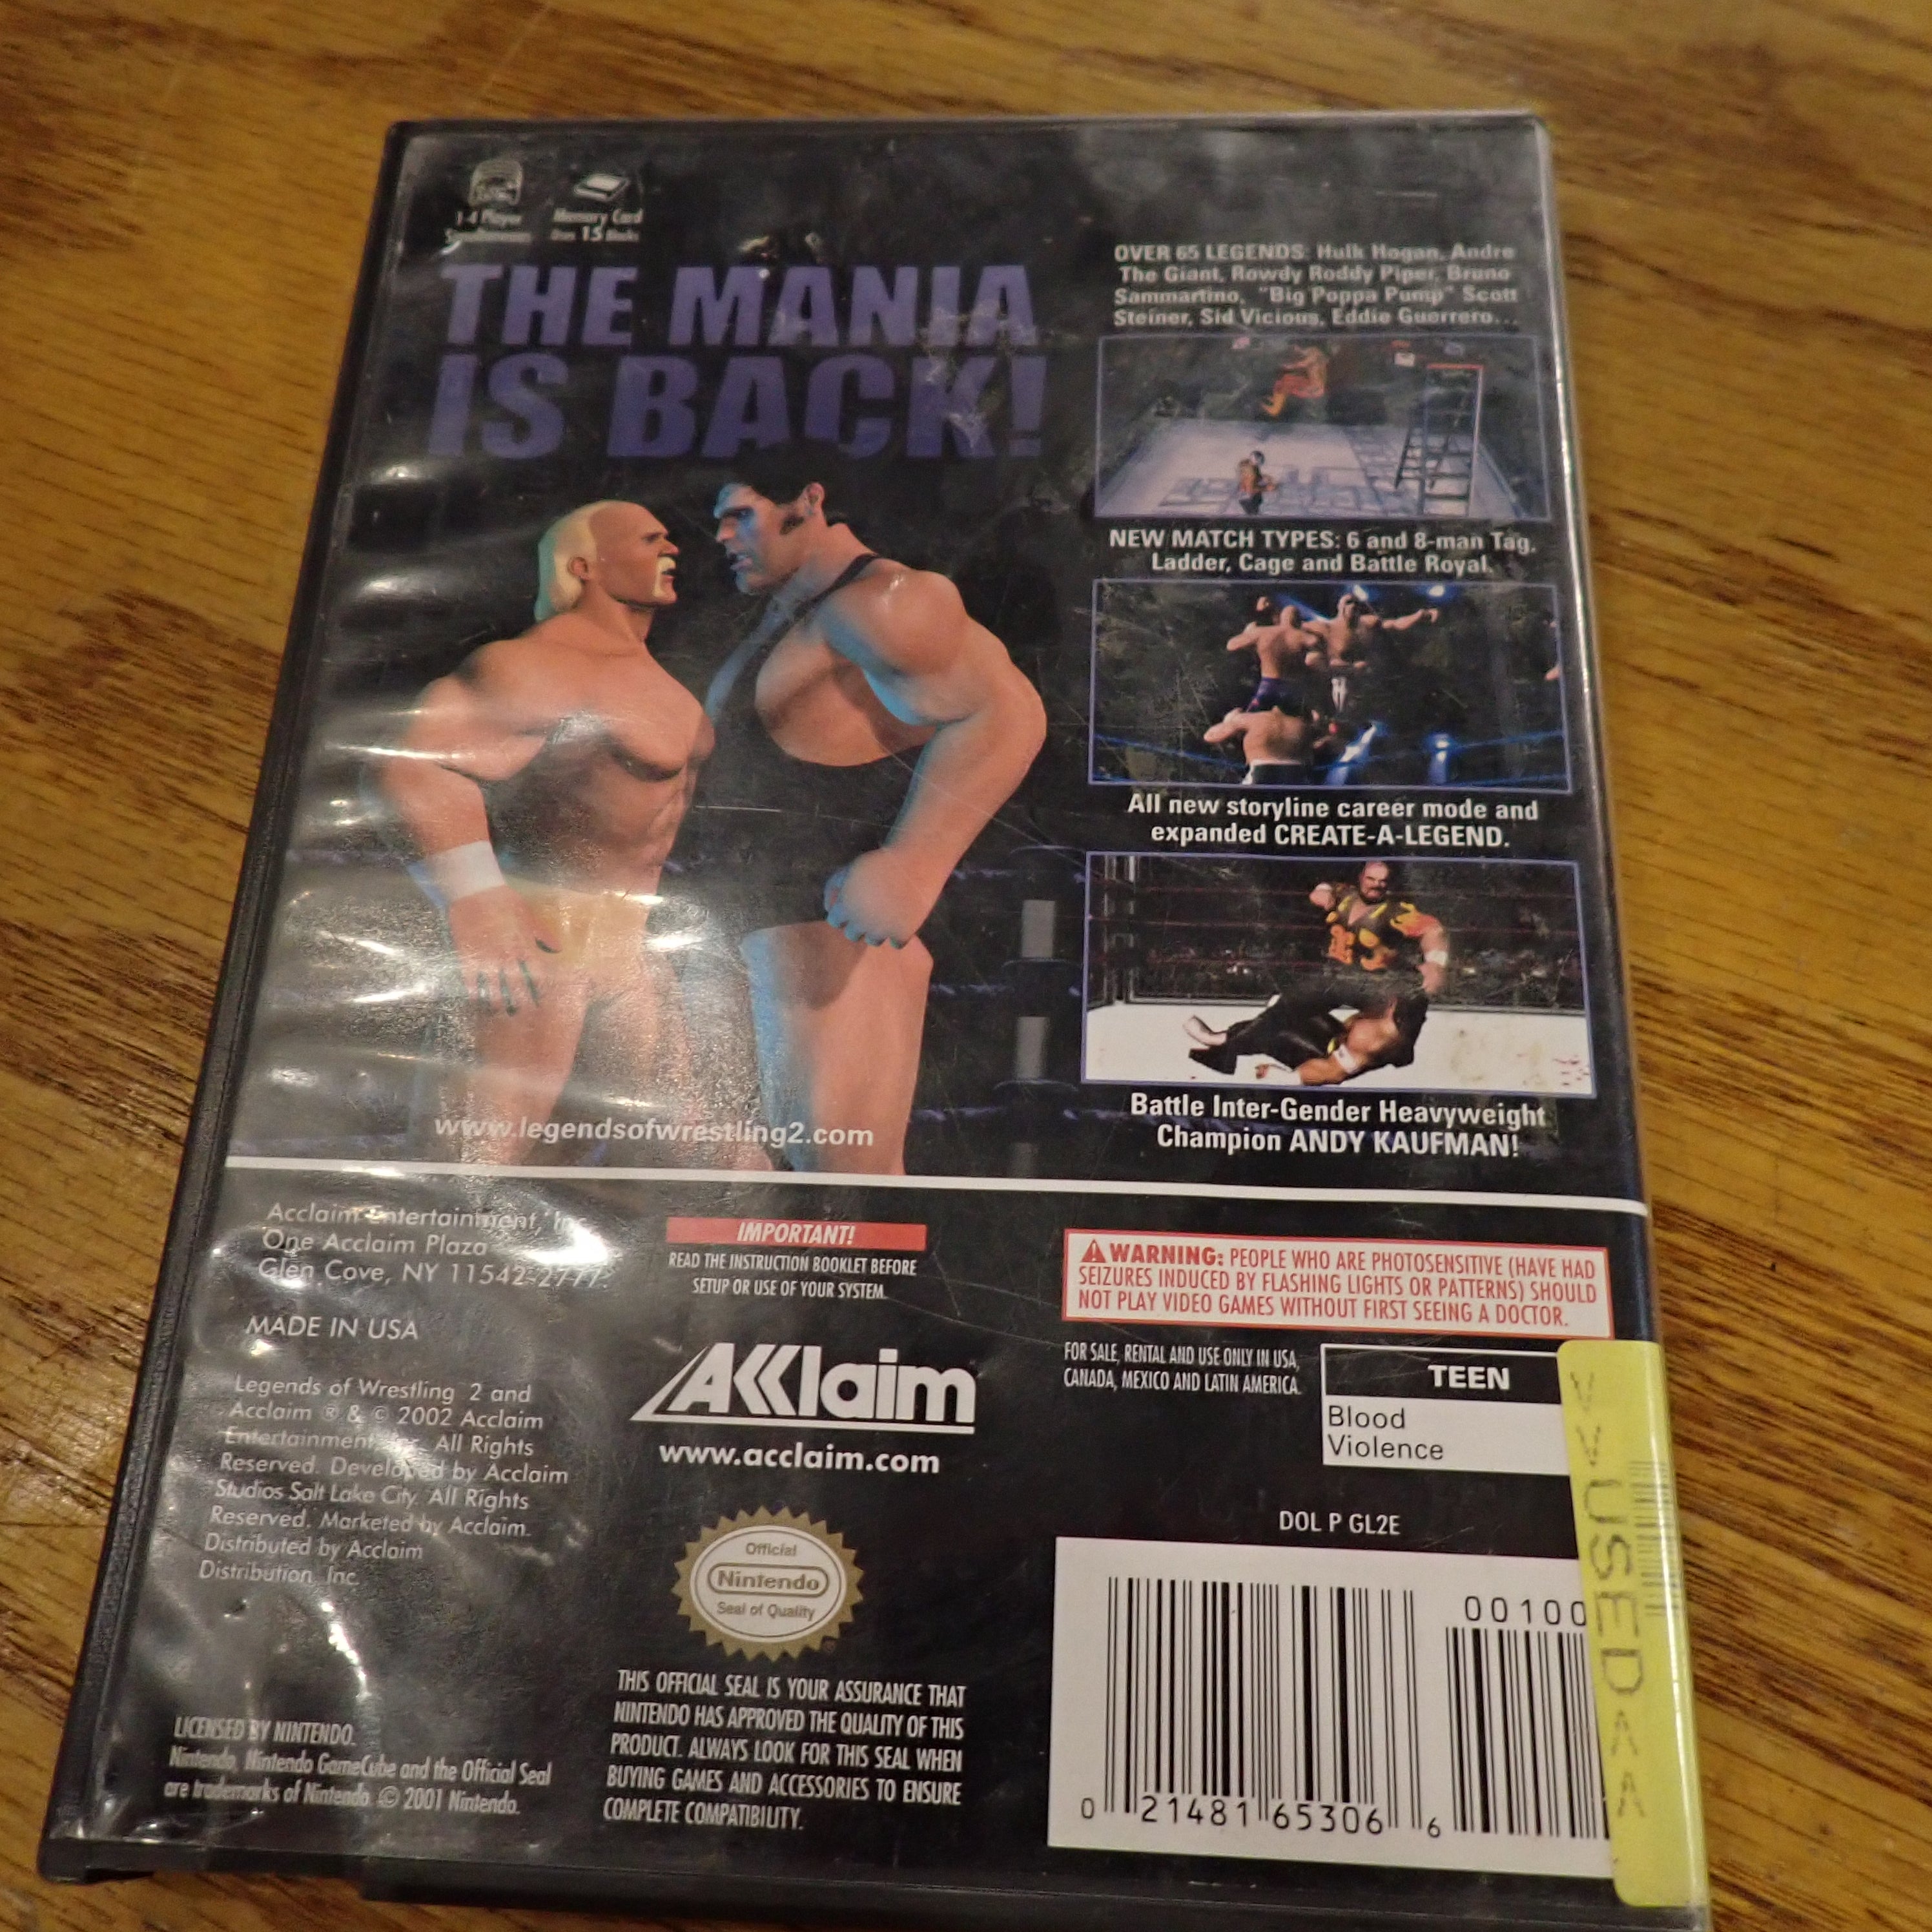 1-4 Player
Simultaneous
Memory Card
15 Blocks
THE MANIA
IS BACK!
OVER 65 LEGENDS: Hulk Hogan, Andre
The Giant, Rowdy Roddy Piper, Bruno
Sammartino, "Big Poppa Pump" Scott
Steiner, Sid Vicious, Eddie Guerrero...
NEW MATCH TYPES: 6 and 8-man Tag,
Ladder, Cage and Battle Royal.
All new storyline career mode and
expanded CREATE-A-LEGEND.
Battle Inter-Gender Heavyweight
Champion ANDY KAUFMAN!
www.legendsofwrestling2.com
Acclaim Entertainment, Inc.
One Acclaim Plaza
Glen Cove, NY 11542-2777
MADE IN USA
Legends of Wrestling 2 and
Acclaim ® & © 2002 Acclaim
Entertainment, Inc. All Rights
Reserved. Developed by Acclaim
Studios Salt Lake City. All Rights
Reserved. Marketed by Acclaim.
Distributed by Acclaim
Distribution, Inc.
LICENSED BY NINTENDO.
Nintendo, Nintendo GameCube and the Official Seal
are trademarks of Nintendo. © 2001 Nintendo.
IMPORTANT!
READ THE INSTRUCTION BOOKLET BEFORE
SETUP OR USE OF YOUR SYSTEM.
AKKlaim
www.acclaim.com
Official
Nintendo
Seal of Quality
THIS OFFICIAL SEAL IS YOUR ASSURANCE THAT
NINTENDO HAS APPROVED THE QUALITY OF THIS
PRODUCT. ALWAYS LOOK FOR THIS SEAL WHEN
BUYING GAMES AND ACCESSORIES TO ENSURE
COMPLETE COMPATIBILITY.
WARNING: PEOPLE WHO ARE PHOTOSENSITIVE (HAVE HAD
SEIZURES INDUCED BY FLASHING LIGHTS OR PATTERNS) SHOULD
NOT PLAY VIDEO GAMES WITHOUT FIRST SEEING A DOCTOR.
FOR SALE, RENTAL AND USE ONLY IN USA,
CANADA, MEXICO AND LATIN AMERICA.
TEEN
Blood
Violence
DOL P GL2E
00100
0 21481 65306 6
USED